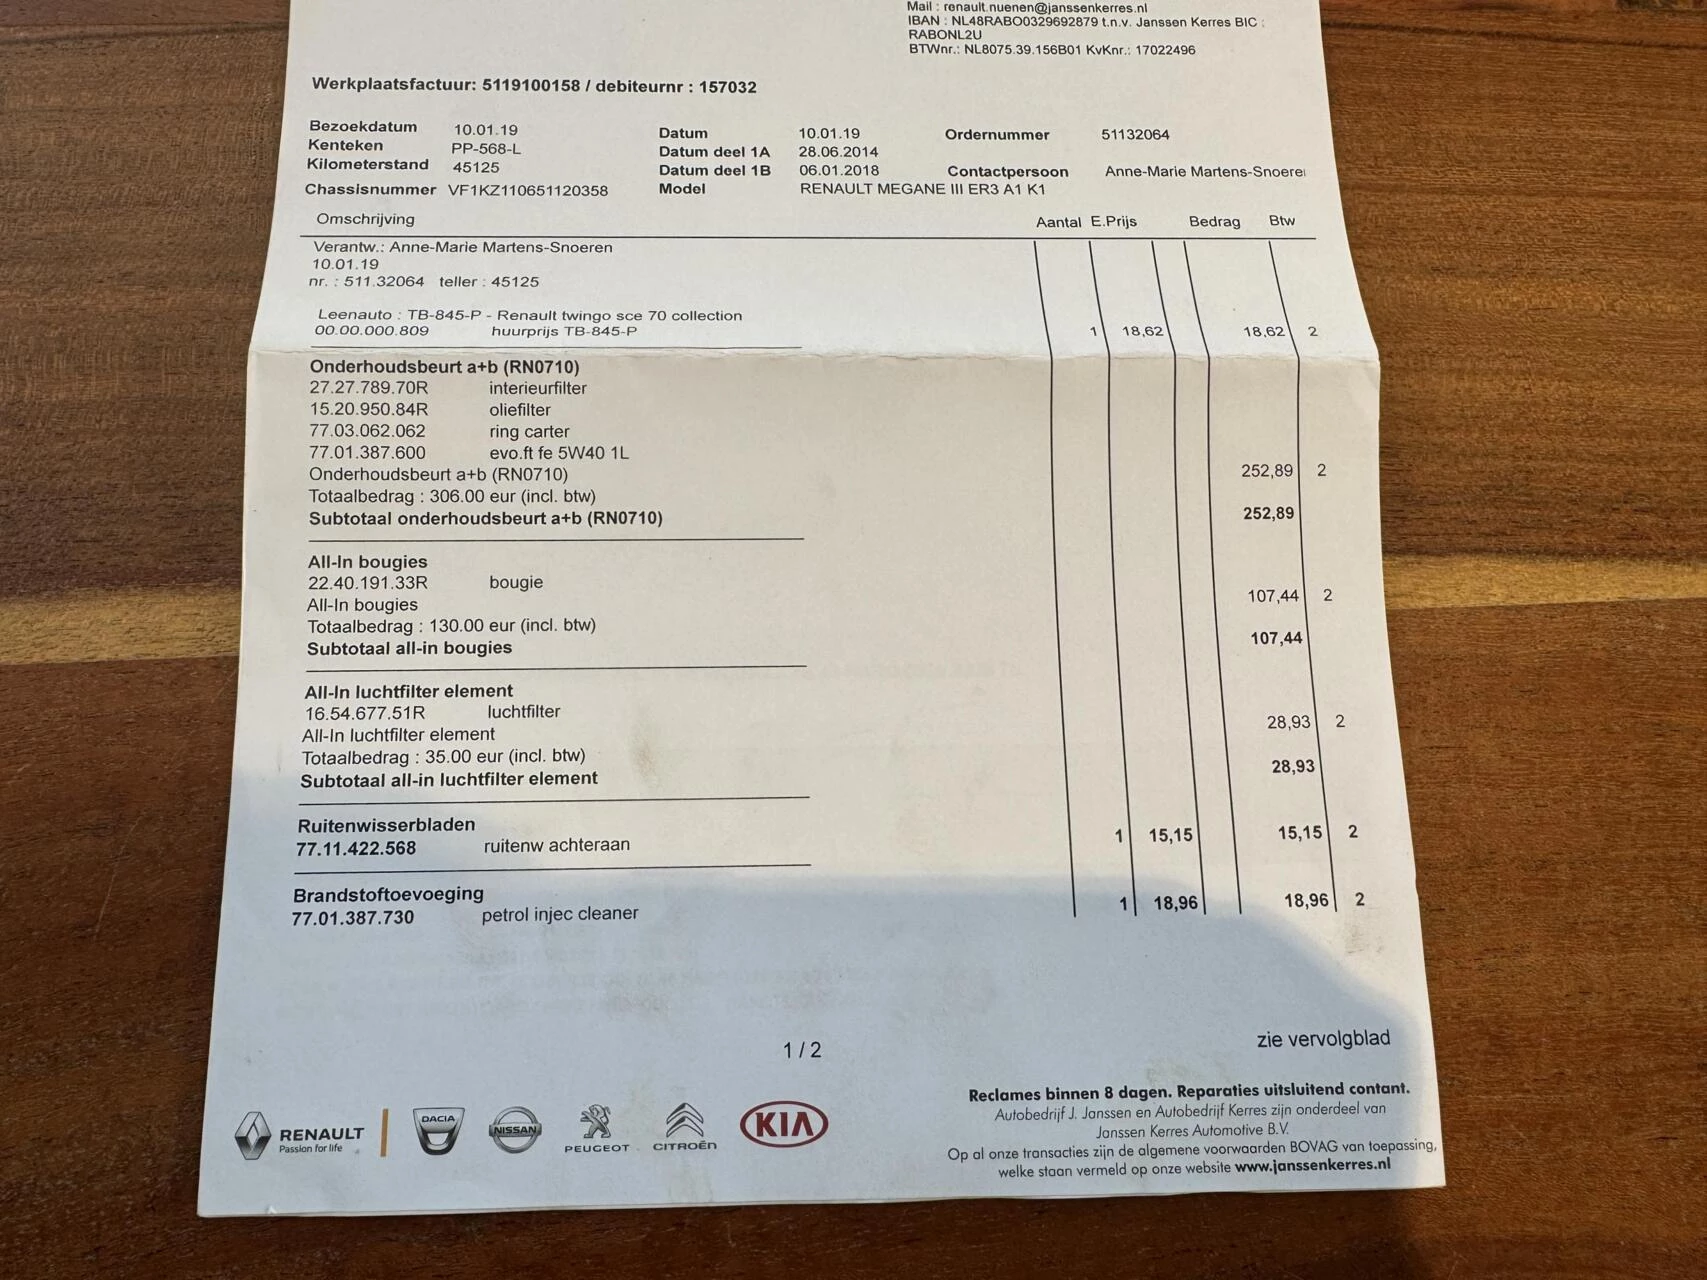 Mail : renault.nuenen@janssenkerres.nl
IBAN : NL48RABO0329692879 t.n.v. Janssen Kerres BIC :
RABONL2U
BTWnr.: NL8075.39.156B01 KvKnr.: 17022496
Werkplaatsfactuur: 5119100158 / debiteurnr : 157032
Bezoekdatum 10.01.19 Datum 10.01.19 Ordernummer 51132064
Kenteken PP-568-L Datum deel 1A 28.06.2014
Kilometerstand 45125 Datum deel 1B 06.01.2018 Contactpersoon Anne-Marie Martens-Snoerei
Chassisnummer VF1KZ110651120358 Model RENAULT MEGANE III ER3 A1 K1
Omschrijving Aantal E.Prijs Bedrag Btw
Verantw.: Anne-Marie Martens-Snoeren
10.01.19
nr. : 511.32064 teller : 45125
Leenauto : TB-845-P - Renault twingo sce 70 collection
00.00.000.809 huurprijs TB-845-P 1 18,62 18,62 2
Onderhoudsbeurt a+b (RN0710)
27.27.789.70R interieurfilter
15.20.950.84R oliefilter
77.03.062.062 ring carter
77.01.387.600 evo.ft fe 5W40 1L
Onderhoudsbeurt a+b (RN0710) 252,89 2
Totaalbedrag : 306.00 eur (incl. btw)
Subtotaal onderhoudsbeurt a+b (RN0710) 252,89
All-In bougies
22.40.191.33R bougie
All-In bougies 107,44 2
Totaalbedrag : 130.00 eur (incl. btw)
Subtotaal all-in bougies 107,44
All-In luchtfilter element
16.54.677.51R luchtfilter
All-In luchtfilter element 28,93 2
Totaalbedrag : 35.00 eur (incl. btw)
Subtotaal all-in luchtfilter element 28,93
Ruitenwisserbladen
77.11.422.568 ruitenw achteraan 1 15,15 15,15 2
Brandstoftoevoeging
77.01.387.730 petrol injec cleaner 1 18,96 18,96 2
zie vervolgblad
1 / 2
Reclames binnen 8 dagen. Reparaties uitsluitend contant.
Autobedrijf J. Janssen en Autobedrijf Kerres zijn onderdeel van
Janssen Kerres Automotive B.V.
Op al onze transacties zijn de algemene voorwaarden BOVAG van toepassing,
welke staan vermeld op onze website www.janssenkerres.nl
RENAULT
Passion for life
DACIA
NISSAN
PEUGEOT
CITROËN
KIA